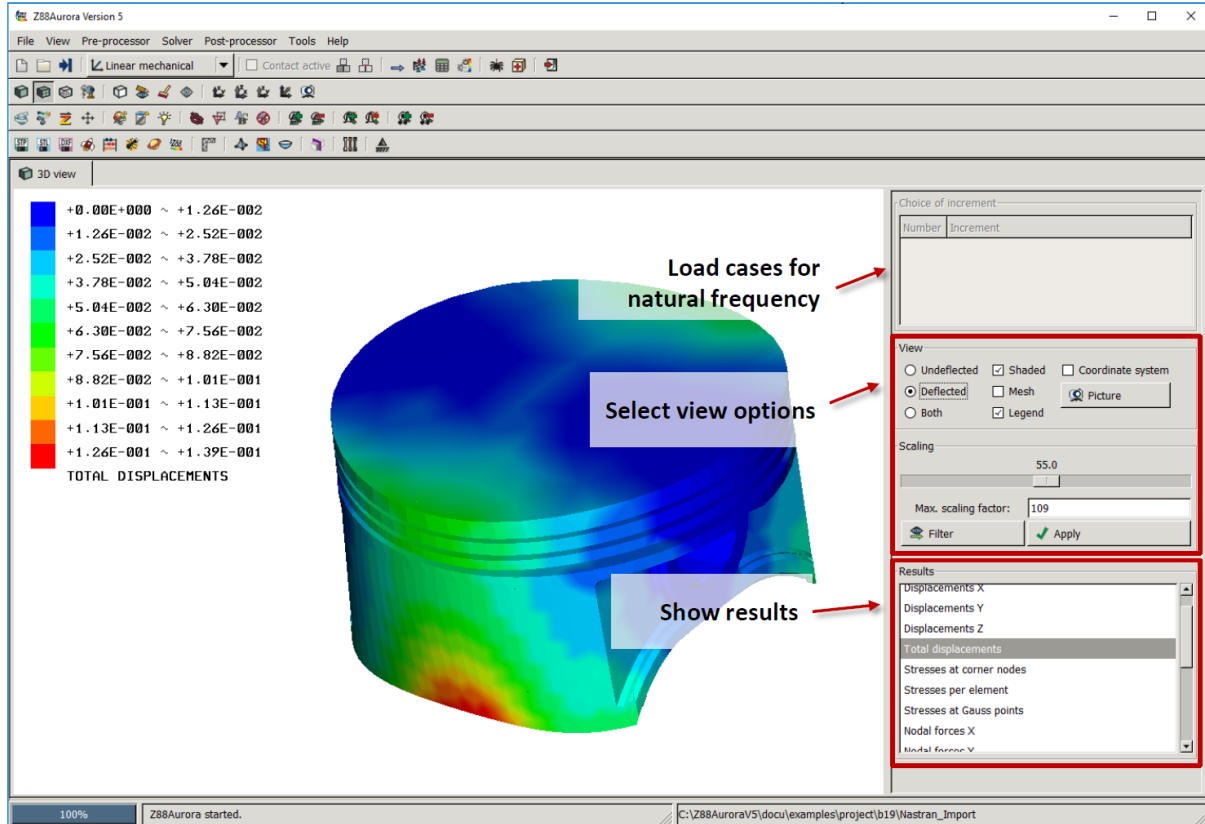 Z88Aurora Version 5
File View Pre-processor Solver Post-processor Tools Help
Linear mechanical Contact active
3D view
+0.00E+000 ~ +1.26E-002
+1.26E-002 ~ +2.52E-002
+2.52E-002 ~ +3.78E-002
+3.78E-002 ~ +5.04E-002
+5.04E-002 ~ +6.30E-002
+6.30E-002 ~ +7.56E-002
+7.56E-002 ~ +8.82E-002
+8.82E-002 ~ +1.01E-001
+1.01E-001 ~ +1.13E-001
+1.13E-001 ~ +1.26E-001
+1.26E-001 ~ +1.39E-001
TOTAL DISPLACEMENTS
Load cases for
natural frequency
Select view options
Show results
Choice of increment
Number Increment
View
Undeflected Shaded Coordinate system
Deflected Mesh Picture
Both Legend
Scaling
55.0
Max. scaling factor: 109
Filter Apply
Results
Displacements X
Displacements Y
Displacements Z
Total displacements
Stresses at corner nodes
Stresses per element
Stresses at Gauss points
Nodal forces X
Nodal forces Y
100% Z88Aurora started. C:\Z88AuroraV5\docu\examples\project\b19\Nastran_Import